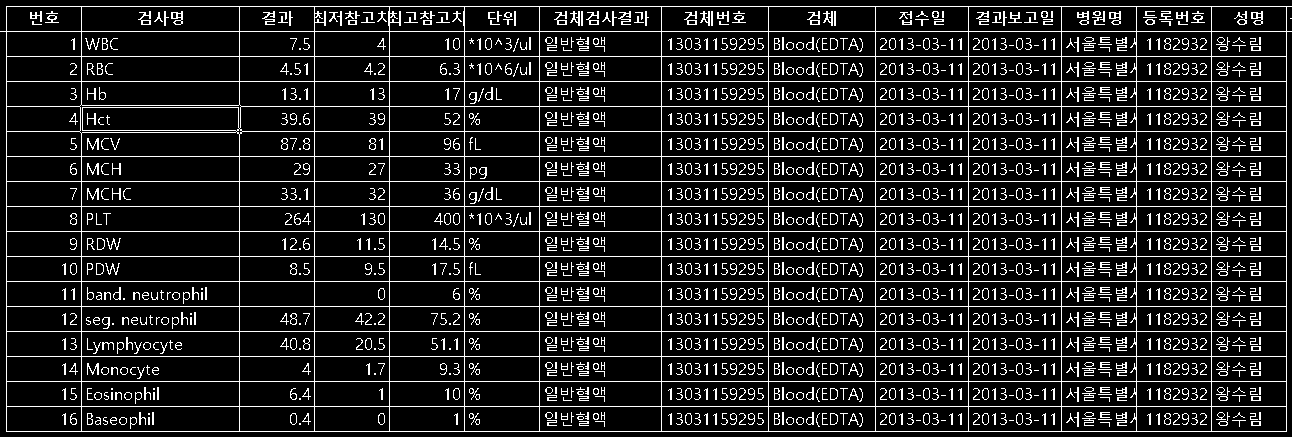 번호 검사명 결과 최저참고치 최고참고치 단위 검체검사결과 검체번호 검체 접수일 결과보고일 병원명 등록번호 성명
1 WBC 7.5 4 10 *10^3/ul 일반혈액 13031159295 Blood(EDTA) 2013-03-11 2013-03-11 서울특별시 1182932 왕수림
2 RBC 4.51 4.2 6.3 *10^6/ul 일반혈액 13031159295 Blood(EDTA) 2013-03-11 2013-03-11 서울특별시 1182932 왕수림
3 Hb 13.1 13 17 g/dL 일반혈액 13031159295 Blood(EDTA) 2013-03-11 2013-03-11 서울특별시 1182932 왕수림
4 Hct 39.6 39 52 % 일반혈액 13031159295 Blood(EDTA) 2013-03-11 2013-03-11 서울특별시 1182932 왕수림
5 MCV 87.8 81 96 fL 일반혈액 13031159295 Blood(EDTA) 2013-03-11 2013-03-11 서울특별시 1182932 왕수림
6 MCH 29 27 33 pg 일반혈액 13031159295 Blood(EDTA) 2013-03-11 2013-03-11 서울특별시 1182932 왕수림
7 MCHC 33.1 32 36 g/dL 일반혈액 13031159295 Blood(EDTA) 2013-03-11 2013-03-11 서울특별시 1182932 왕수림
8 PLT 264 130 400 *10^3/ul 일반혈액 13031159295 Blood(EDTA) 2013-03-11 2013-03-11 서울특별시 1182932 왕수림
9 RDW 12.6 11.5 14.5 % 일반혈액 13031159295 Blood(EDTA) 2013-03-11 2013-03-11 서울특별시 1182932 왕수림
10 PDW 8.5 9.5 17.5 fL 일반혈액 13031159295 Blood(EDTA) 2013-03-11 2013-03-11 서울특별시 1182932 왕수림
11 band. neutrophil 0 6 % 일반혈액 13031159295 Blood(EDTA) 2013-03-11 2013-03-11 서울특별시 1182932 왕수림
12 seg. neutrophil 48.7 42.2 75.2 % 일반혈액 13031159295 Blood(EDTA) 2013-03-11 2013-03-11 서울특별시 1182932 왕수림
13 Lymphyocyte 40.8 20.5 51.1 % 일반혈액 13031159295 Blood(EDTA) 2013-03-11 2013-03-11 서울특별시 1182932 왕수림
14 Monocyte 4 1.7 9.3 % 일반혈액 13031159295 Blood(EDTA) 2013-03-11 2013-03-11 서울특별시 1182932 왕수림
15 Eosinophil 6.4 1 10 % 일반혈액 13031159295 Blood(EDTA) 2013-03-11 2013-03-11 서울특별시 1182932 왕수림
16 Baseophil 0.4 0 1 % 일반혈액 13031159295 Blood(EDTA) 2013-03-11 2013-03-11 서울특별시 1182932 왕수림